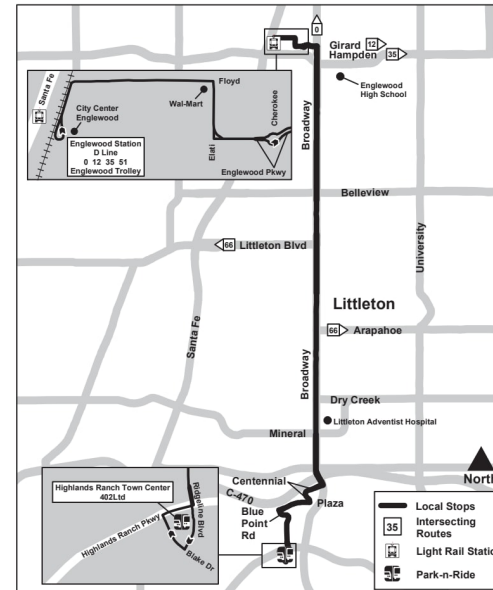 0
Girard
12
Hampden
35
Englewood
High School
Floyd
Santa Fe
Wal-Mart
City Center
Englewood
Cherokee
Broadway
Englewood Station
D Line
0 12 35 51
Englewood Trolley
Elati
Englewood Pkwy
Belleview
University
66
Littleton Blvd
Littleton
Santa Fe
66
Arapahoe
Broadway
Dry Creek
Littleton Adventist Hospital
Mineral
North
Centennial
C-470
Plaza
Blue
Point
Rd
Highlands Ranch Town Center
402Ltd
Ridgeline Blvd
Highlands Ranch Pkwy
Blake Dr
Local Stops
35
Intersecting
Routes
Light Rail Statio
Park-n-Ride